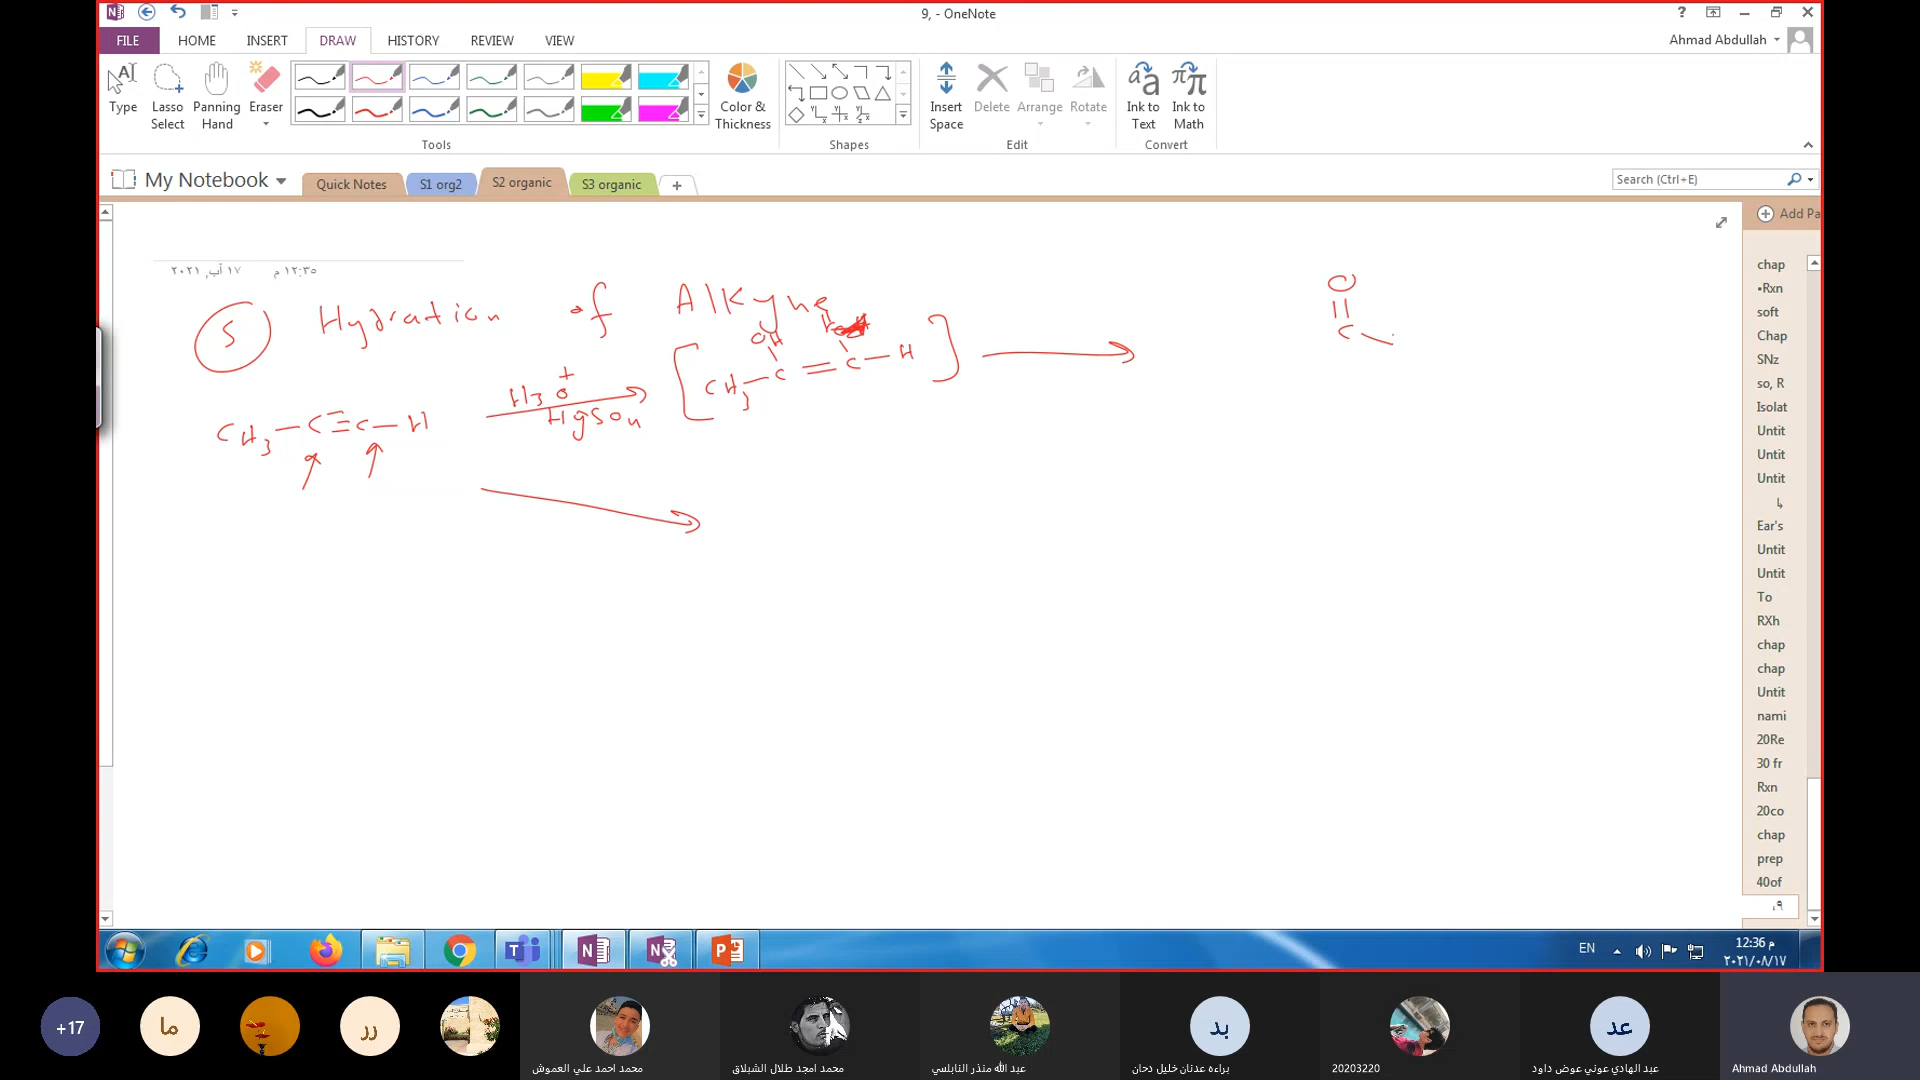 9, - OneNote
FILE HOME INSERT DRAW HISTORY REVIEW VIEW
Ahmad Abdullah
Type
Lasso Select
Panning Hand
Eraser
Color & Thickness
Insert Space
Delete
Arrange
Rotate
Ink to Text
Ink to Math
Tools
Shapes
Edit
Convert
My Notebook
Quick Notes
S1 org2
S2 organic
S3 organic
Search (Ctrl+E)
Add Pa
١٢:٣٥ م
١٧ آب, ٢٠٢١
5 Hydration of Alkyne
CH3 - C ≡ C - H
H3O+
HgSO4
[CH3 - C = C - H]
OH
O
C
chap
•Rxn
soft
Chap
SNz
so, R
Isolat
Untit
Untit
Untit
Ear's
Untit
Untit
To
RXh
chap
chap
Untit
nami
20Re
30 fr
Rxn
20co
chap
prep
40of
٩،
EN
12:36 م
٢٠٢١/٠٨/١٧
+17
ما
رر
محمد احمد علي العموش
محمد امجد طلال الشبلاق
عبد الله منذر النابلسي
بد
براءه عدنان خليل دحان
20203220
عد
عبد الهادي عوني عوض داود
Ahmad Abdullah